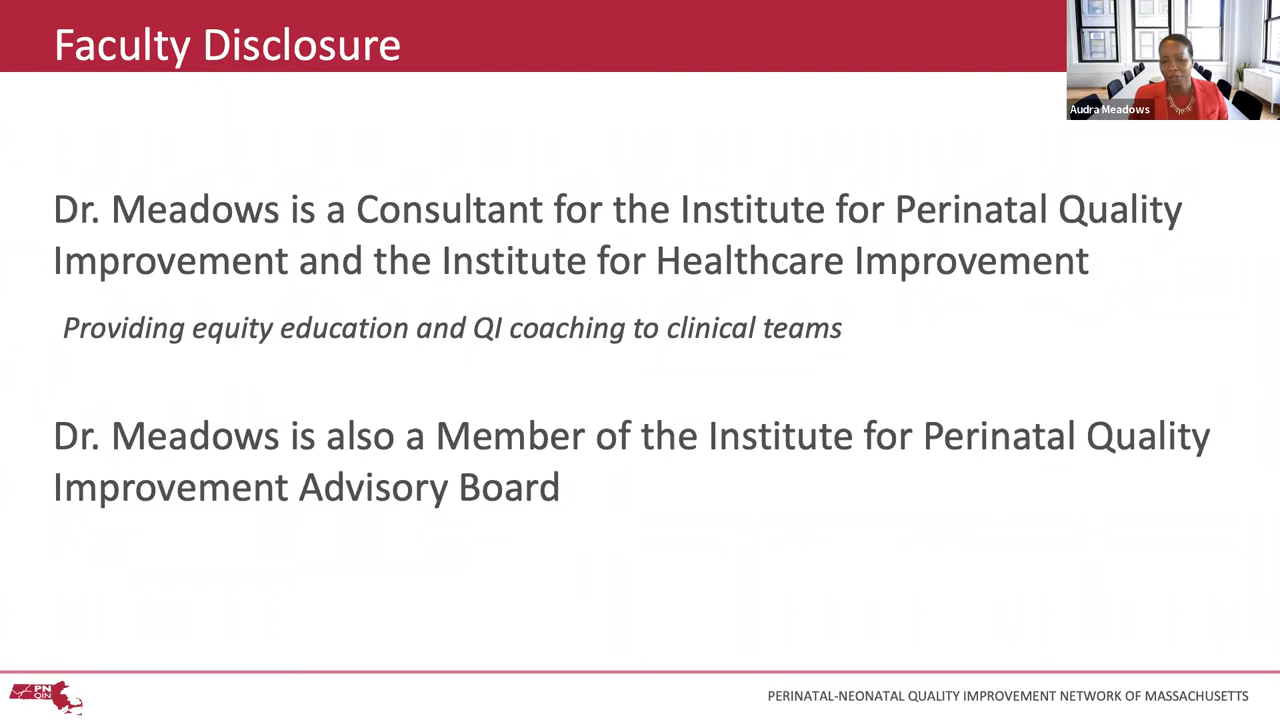 Faculty Disclosure
Audra Meadows
Dr. Meadows is a Consultant for the Institute for Perinatal Quality
Improvement and the Institute for Healthcare Improvement
Providing equity education and QI coaching to clinical teams
Dr. Meadows is also a Member of the Institute for Perinatal Quality
Improvement Advisory Board
PN
QIN
PERINATAL-NEONATAL QUALITY IMPROVEMENT NETWORK OF MASSACHUSETTS